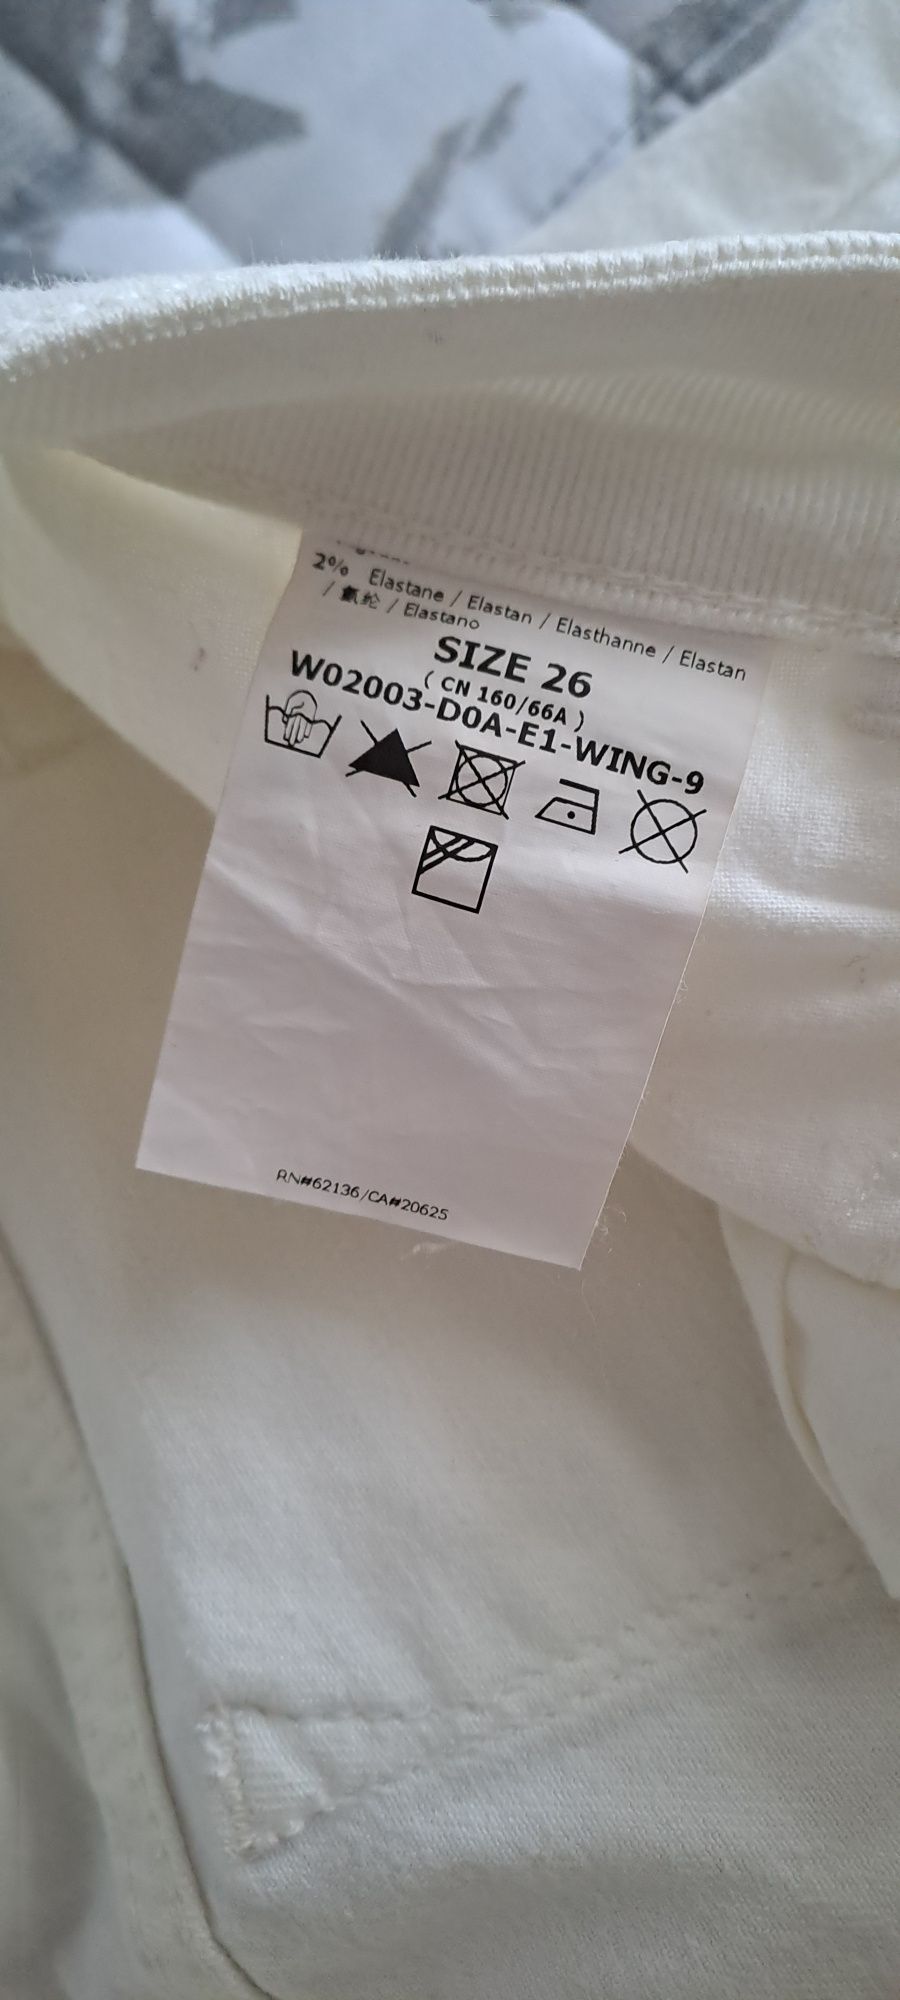 2% Elastane / Elastan / Elasthanne / Elastan
/ 氨纶 / Elastano
SIZE 26
( CN 160/66A )
W02003-D0A-E1-WING-9
RN#62136/CA#20625